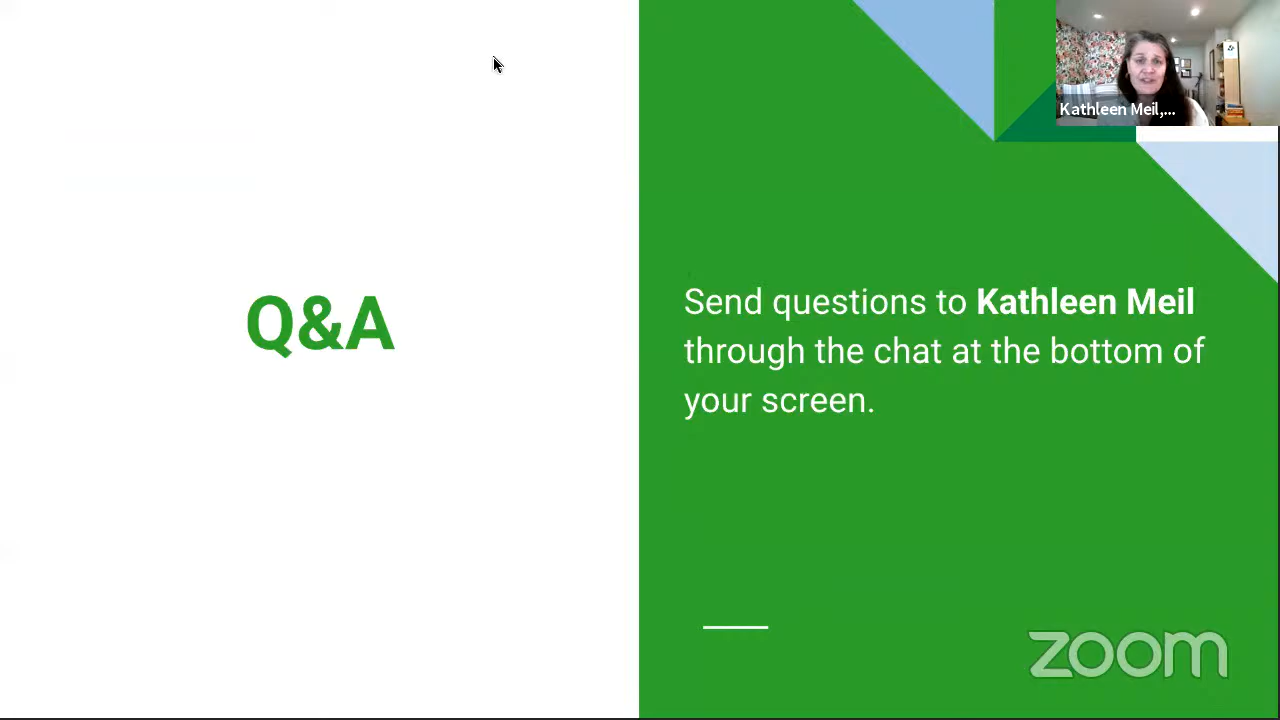 Kathleen Meil,...
Q&A
Send questions to Kathleen Meil
through the chat at the bottom of
your screen.
zoom